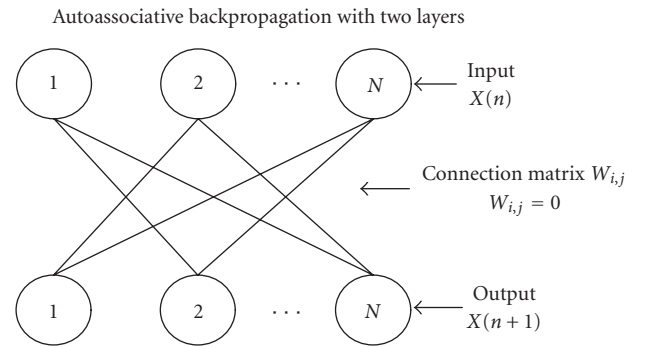 Autoassociative backpropagation with two layers
1 2 · · · N
Input
X(n)
Connection matrix W_{i,j}
W_{i,j} = 0
1 2 · · · N
Output
X(n + 1)